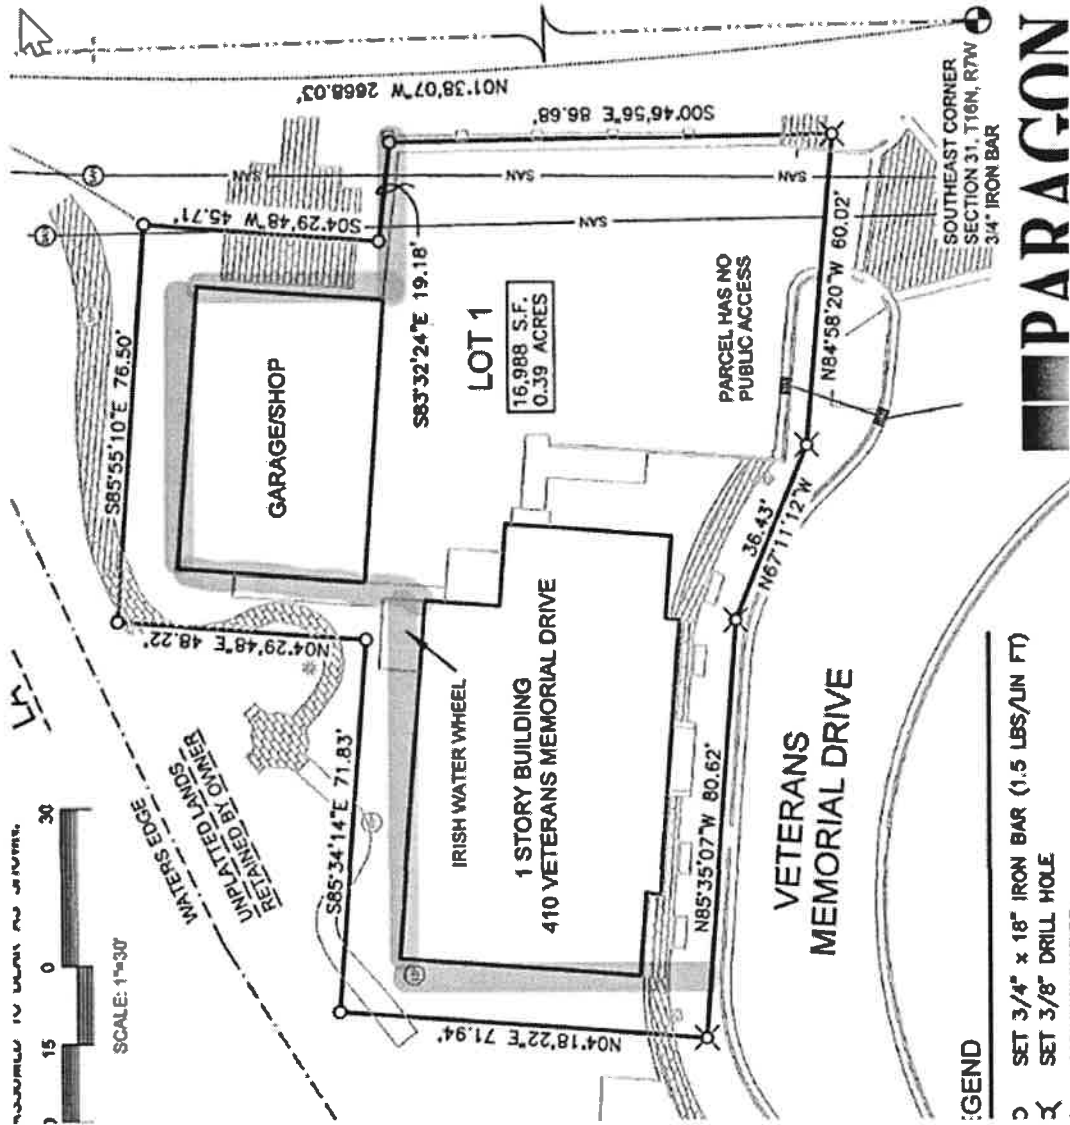 N01°38'07"W 2668.03'
S00°46'56"E 86.68'
SOUTHEAST CORNER
SECTION 31, T16N, R7W
3/4" IRON BAR
PARAGON
SAN
SAN
SAN
SAN
S04°29'48"W 45.71'
S83°32'24"E 19.18'
S85°55'10"E 76.50'
GARAGE/SHOP
LOT 1
16,988 S.F.
0.39 ACRES
PARCEL HAS NO
PUBLIC ACCESS
N84°58'20"W 60.02'
36.43'
N67°11'12"W
N04°29'48"E 48.22'
IRISH WATER WHEEL
1 STORY BUILDING
410 VETERANS MEMORIAL DRIVE
S85°34'14"E 71.83'
N85°35'07"W 80.62'
N04°18'22"E 71.94'
WATERS EDGE
UNPLATTED LANDS
RETAINED BY OWNER
VETERANS
MEMORIAL DRIVE
15 0 30
SCALE: 1"=30'
GEND
SET 3/4" x 18" IRON BAR (1.5 LBS/LIN FT)
SET 3/8" DRILL HOLE